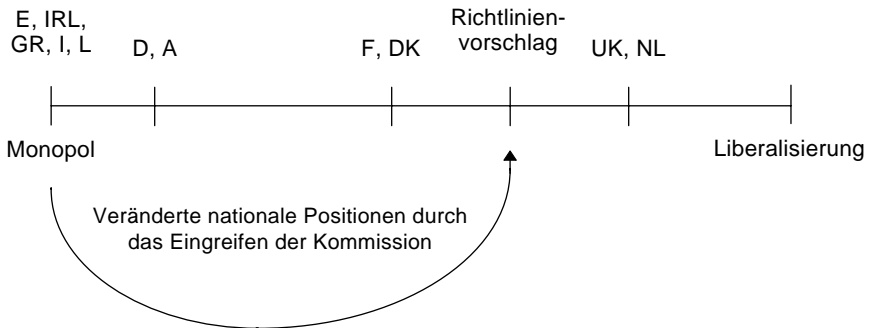 E, IRL,
GR, I, L
D, A
F, DK
Richtlinien-
vorschlag
UK, NL
Monopol
Liberalisierung
Veränderte nationale Positionen durch
das Eingreifen der Kommission